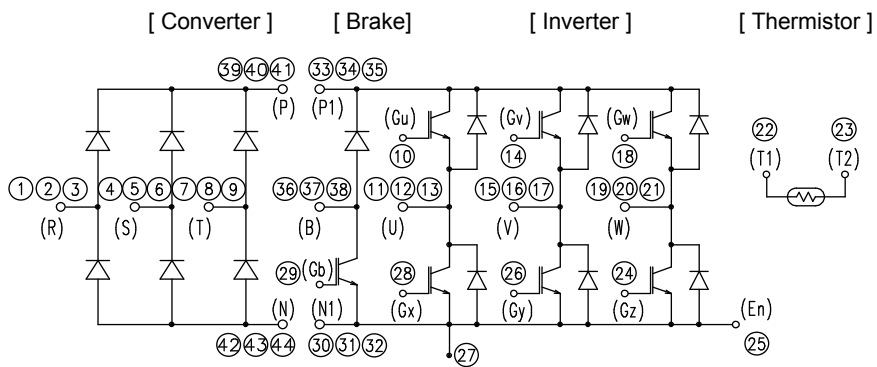 [ Converter ] [ Brake] [ Inverter ] [ Thermistor ]
39 40 41 33 34 35
(P) (P1) (Gu) (Gv) (Gw) 22 23
10 14 18 (T1) (T2)
1 2 3 4 5 6 7 8 9 36 37 38 11 12 13 15 16 17 19 20 21
(R) (S) (T) (B) (U) (V) (W)
29 (Gb) 28 26 24
(N) (N1) (Gx) (Gy) (Gz) (En)
42 43 44 30 31 32 27 25